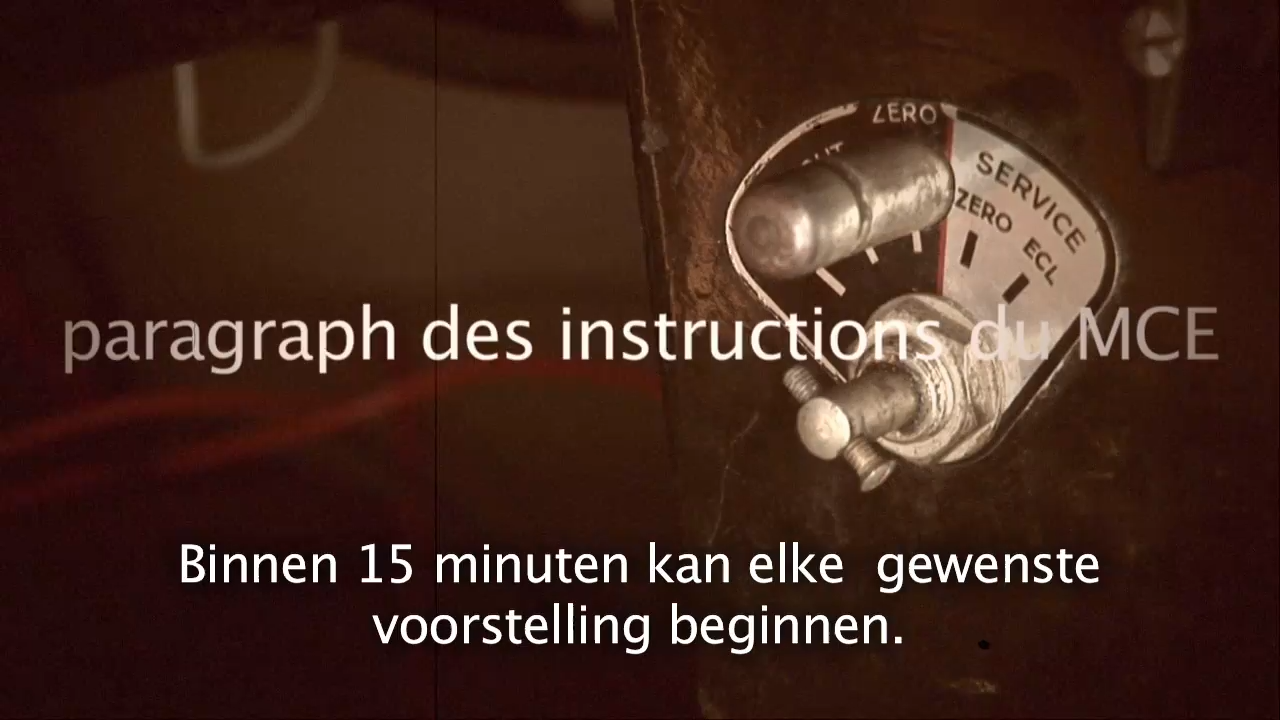 ZERO
SERVICE
ZERO ECL
paragraph des instructions du MCE
Binnen 15 minuten kan elke gewenste
voorstelling beginnen.